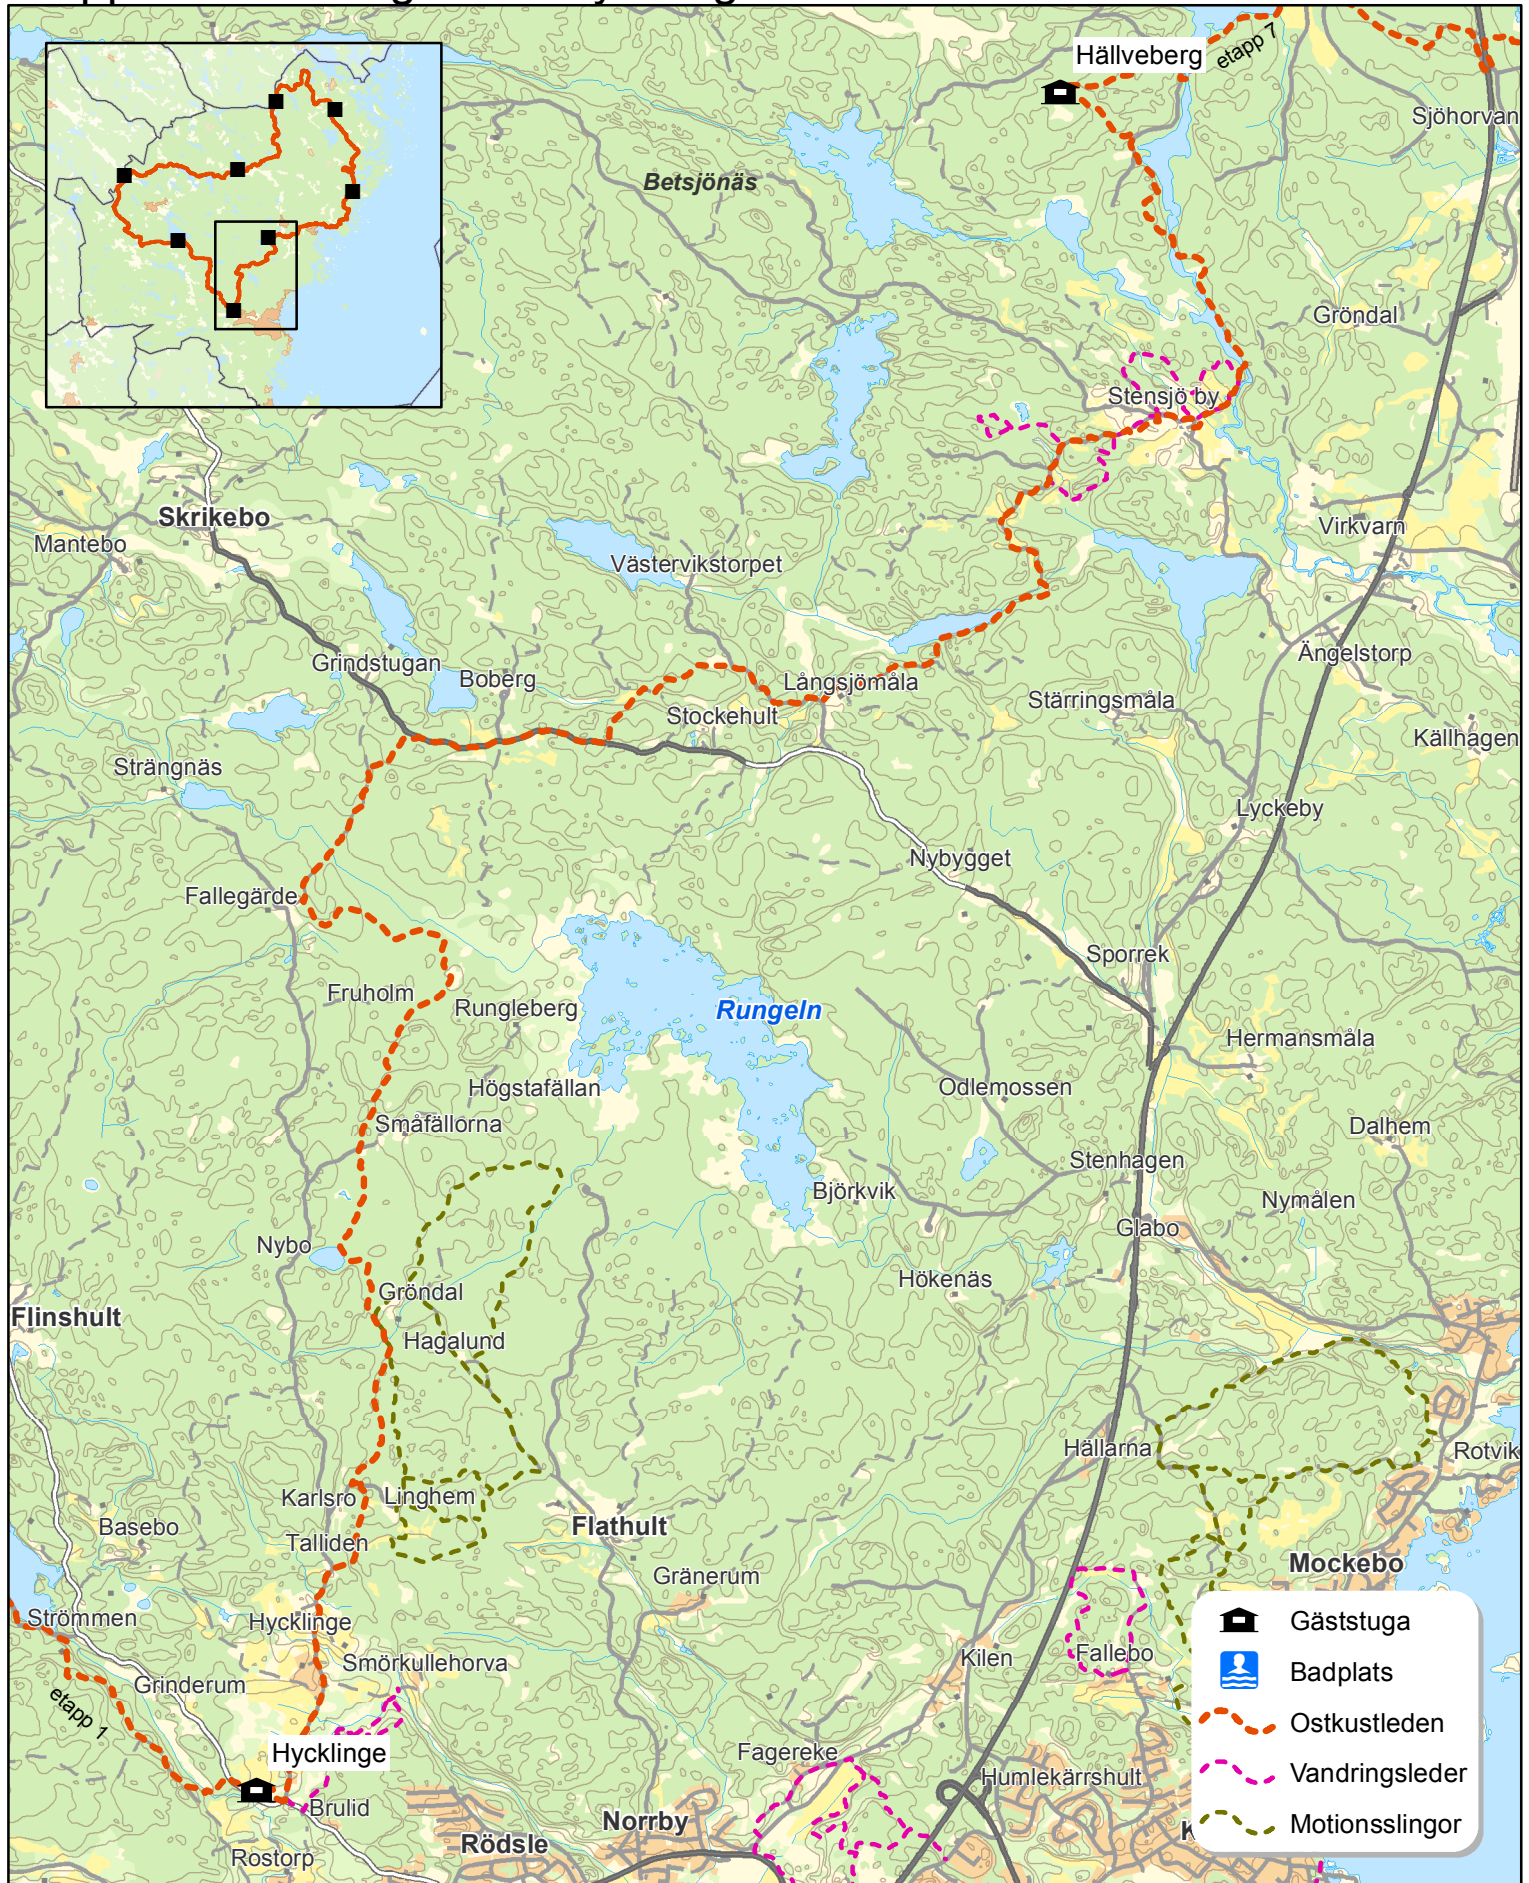 Hällveberg
etapp 7
Sjöhorvan
Betsjönäs
Gröndal
Stensjö by
Skrikebo
Mantebo
Virkvarn
Västervikstorpet
Grindstugan
Boberg
Långsjömåla
Ängelstorp
Stärringsmåla
Stockehult
Källhagen
Strängnäs
Lyckeby
Nybygget
Fallegärde
Sporrek
Fruholm
Rungleberg
Rungeln
Hermansmåla
Högstafällan
Odlemossen
Småfällorna
Dalhem
Stenhagen
Björkvik
Nymålen
Glabo
Nybo
Hökenäs
Gröndal
Flinshult
Hagalund
Hällarna
Rotvik
Karlsro
Linghem
Basebo
Flathult
Talliden
Mockebo
Gränerum
Strömmen
Hycklinge
Gäststuga
Fallebo
Kilen
Smörkullehorva
Badplats
Grinderum
etapp 1
Ostkustleden
Hycklinge
Fagereke
Humlekärrshult
Vandringsleder
Brulid
Norrby
Motionsslingor
Rödsle
Rostorp